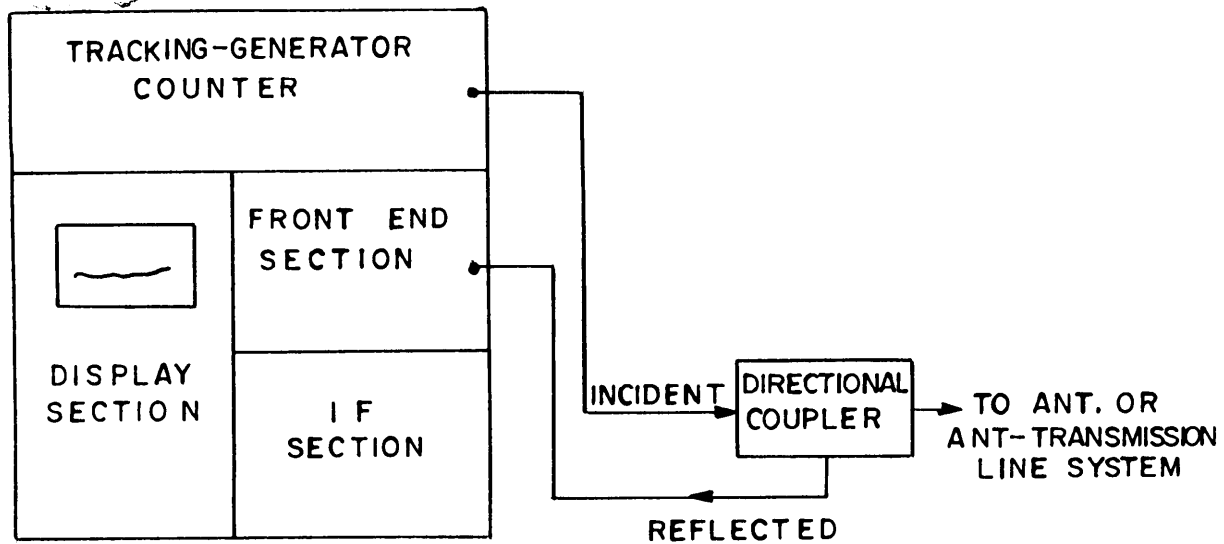 TRACKING-GENERATOR
COUNTER
FRONT END
SECTION
DISPLAY
SECTION
IF
SECTION
INCIDENT
DIRECTIONAL
COUPLER
TO ANT. OR
ANT-TRANSMISSION
LINE SYSTEM
REFLECTED